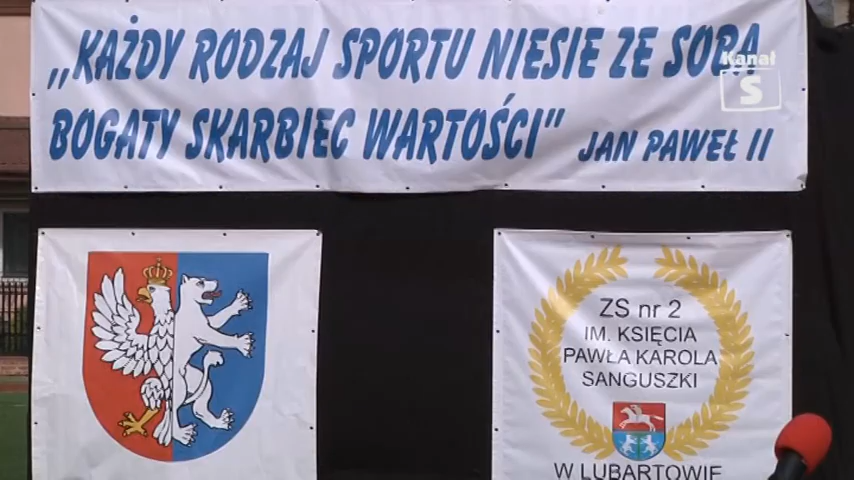 „KAŻDY RODZAJ SPORTU NIESIE ZE SOBĄ
BOGATY SKARBIEC WARTOŚCI" JAN PAWEŁ II
Kanał
S
ZS nr 2
IM. KSIĘCIA
PAWŁA KAROLA
SANGUSZKI
W LUBARTOWIE